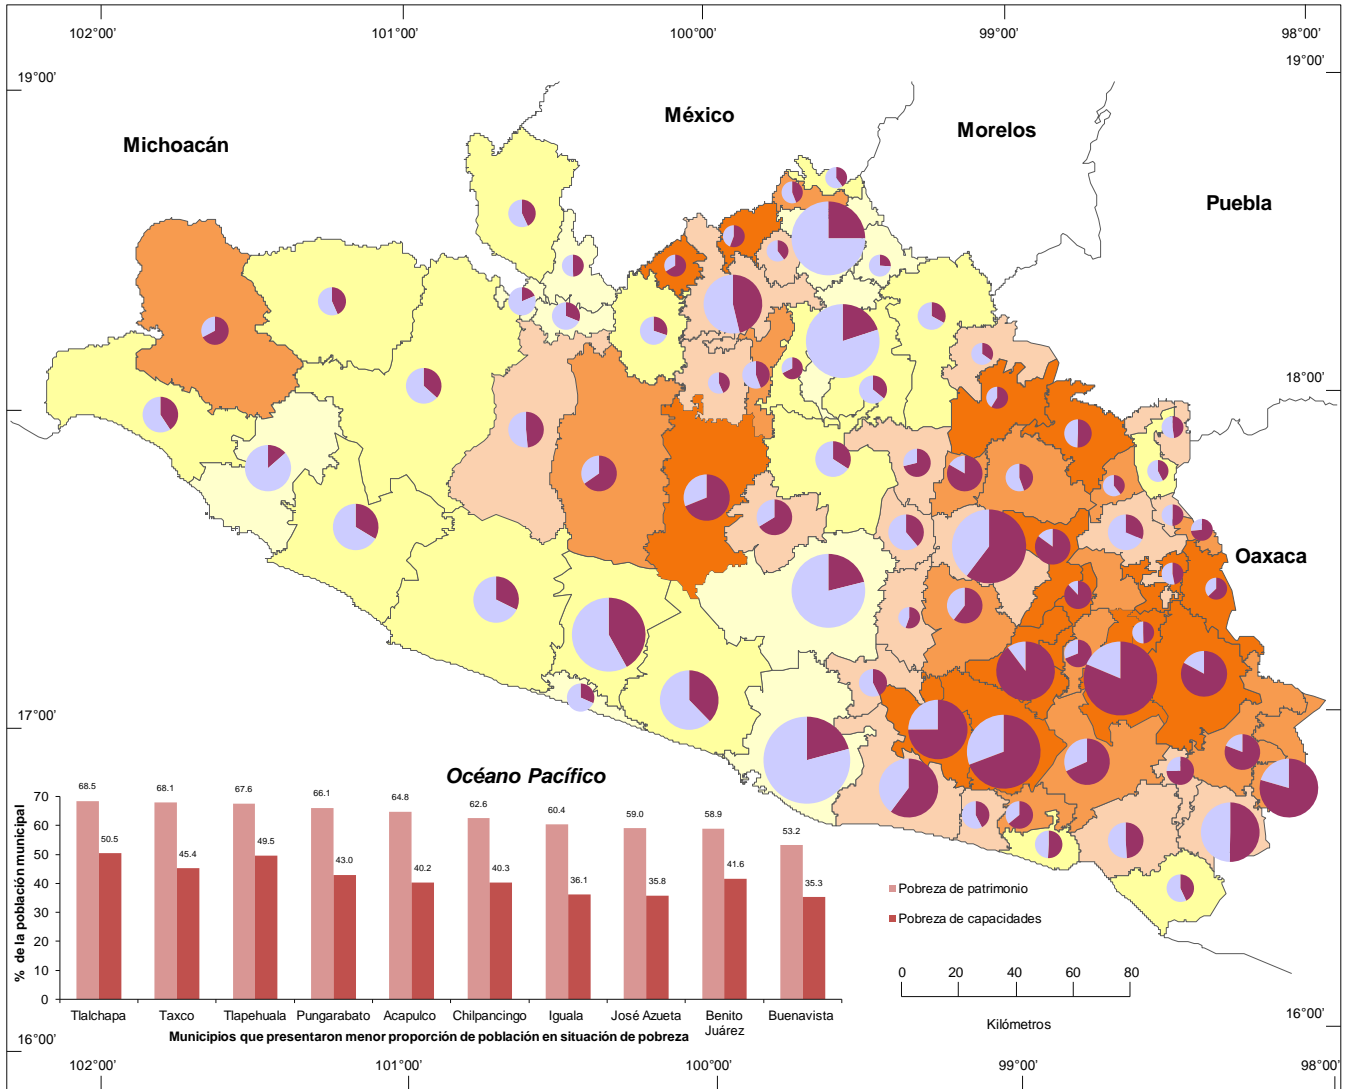 102°00'
101°00'
100°00'
99°00'
98°00'
19°00'
19°00'
México
Morelos
Michoacán
Puebla
18°00'
Oaxaca
17°00'
Océano Pacífico
% de la población municipal
70
60
50
40
30
20
10
0
68.5
50.5
68.1
45.4
67.6
49.5
66.1
43.0
64.8
40.2
62.6
40.3
60.4
36.1
59.0
35.8
58.9
41.6
53.2
35.3
Tlalchapa
Taxco
Tlapehuala
Pungarabato
Acapulco
Chilpancingo
Iguala
José Azueta
Benito
Juárez
Buenavista
Municipios que presentaron menor proporción de población en situación de pobreza
Pobreza de patrimonio
Pobreza de capacidades
0 20 40 60 80
Kilómetros
16°00'
16°00'
102°00'
101°00'
100°00'
99°00'
98°00'